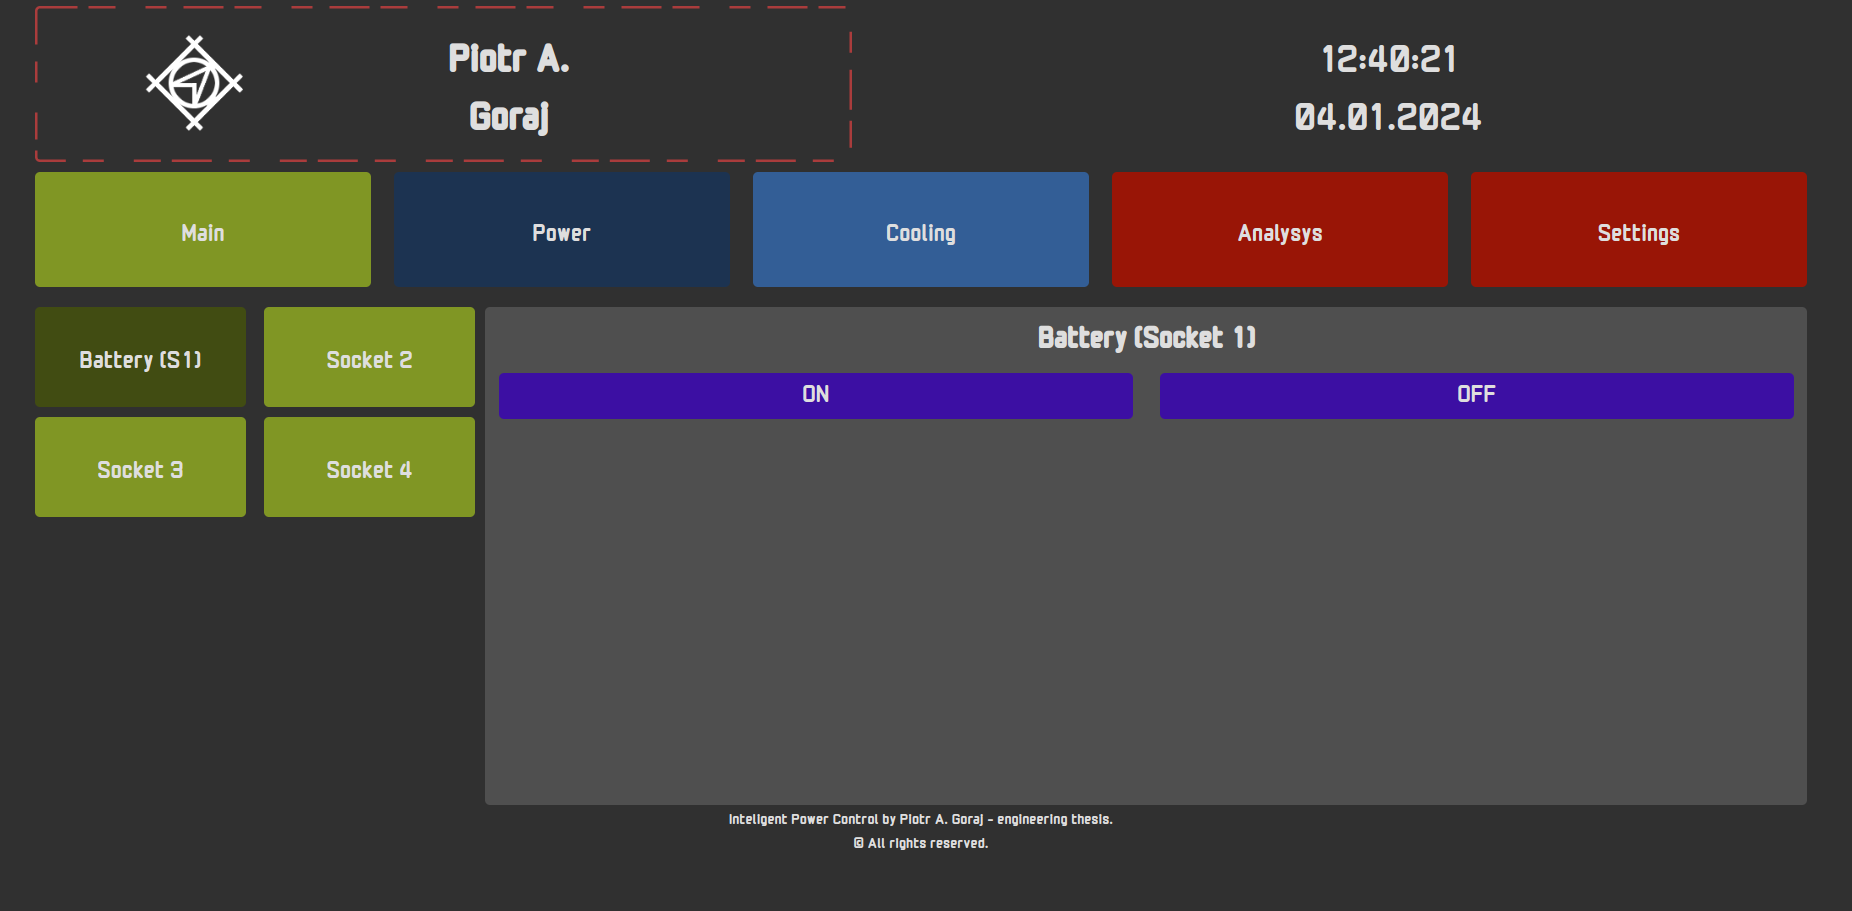 Piotr A.
Goraj
12:40:21
04.01.2024
Main
Power
Cooling
Analysys
Settings
Battery (S1)
Socket 2
Socket 3
Socket 4
Battery (Socket 1)
ON
OFF
Inteligent Power Control by Piotr A. Goraj - engineering thesis.
© All rights reserved.